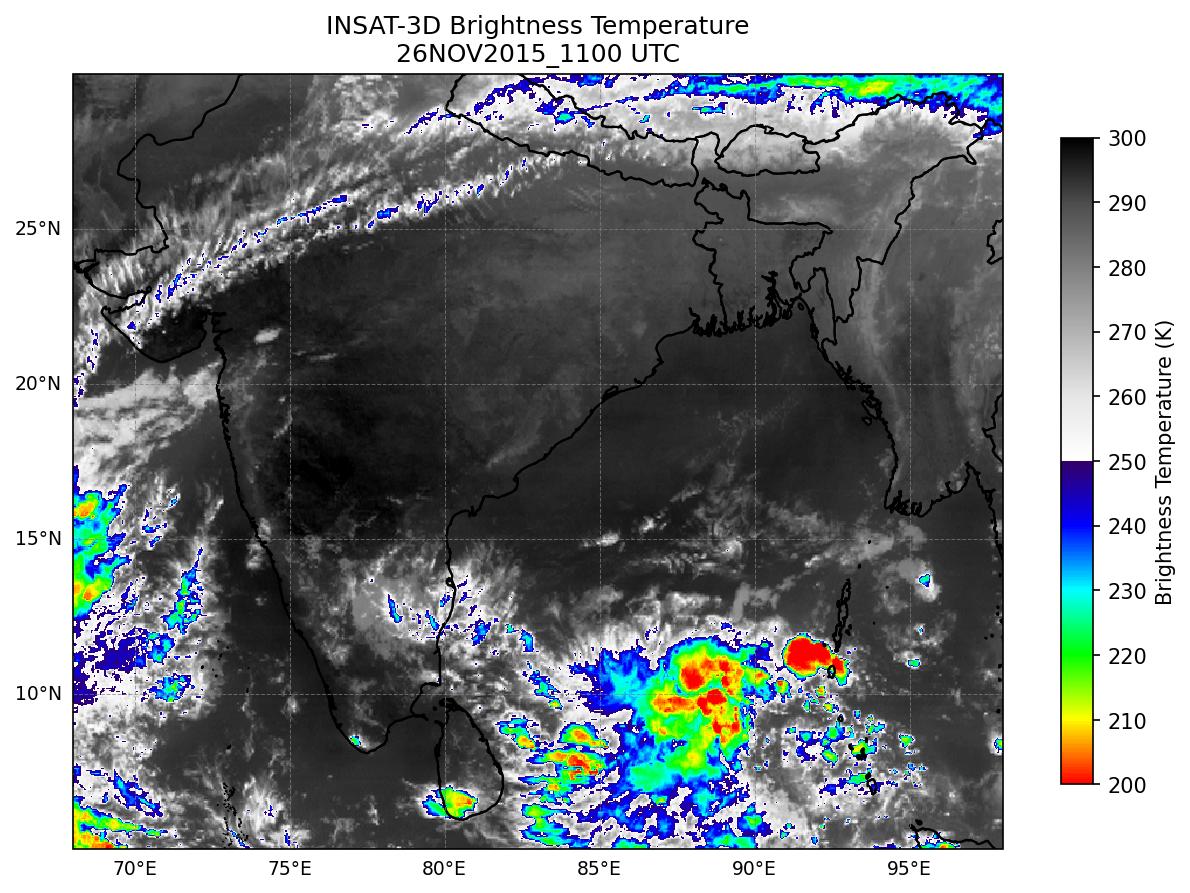 INSAT-3D Brightness Temperature
26NOV2015_1100 UTC
25°N
20°N
15°N
10°N
70°E
75°E
80°E
85°E
90°E
95°E
300
290
280
270
260
250
240
230
220
210
200
Brightness Temperature (K)